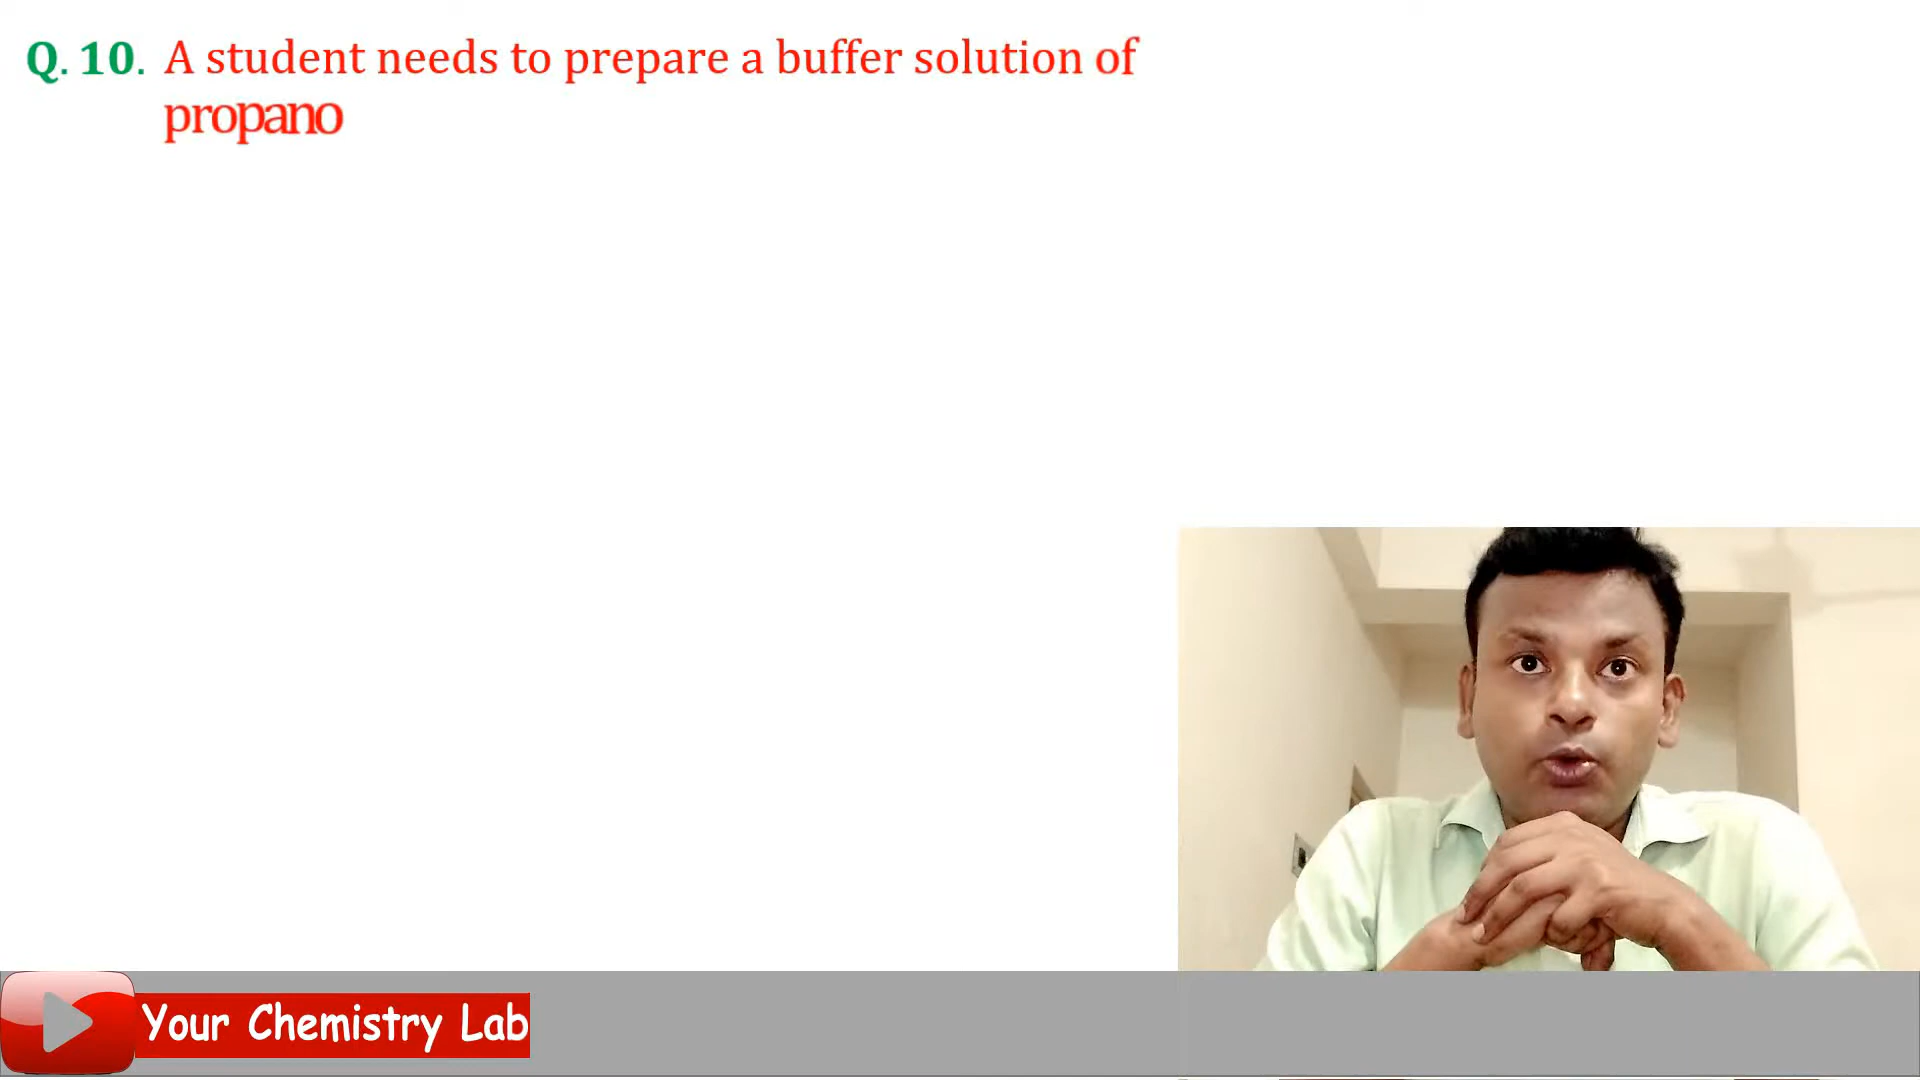 Q. 10. A student needs to prepare a buffer solution of
propano
Your Chemistry Lab